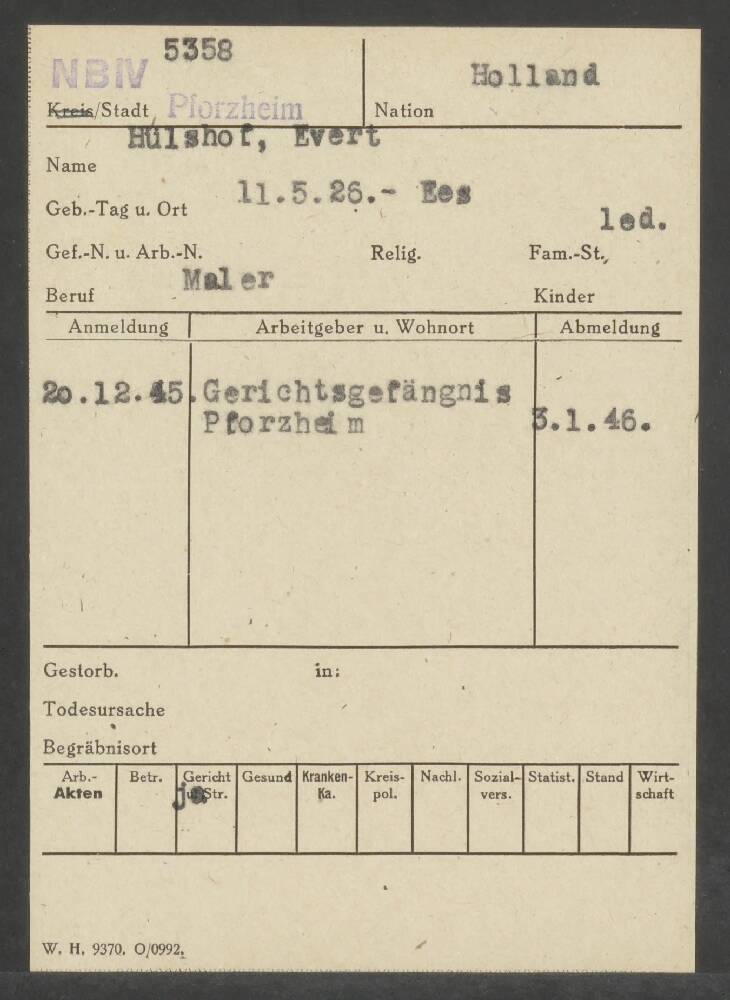 5358
NBIV
Holland
Kreis/Stadt Pforzheim
Nation
Hülshof, Evert
Name
11.5.26.- Ees
Geb.-Tag u. Ort
led.
Gef.-N. u. Arb.-N. Relig. Fam.-St.
Maler
Beruf Kinder
Anmeldung Arbeitgeber u. Wohnort Abmeldung
20.12.45. Gerichtsgefängnis
Pforzheim 3.1.46.
Gestorb. in:
Todesursache
Begräbnisort
Arb.- Betr. Gericht Gesund Kranken- Kreis- Nachl. Sozial- Statist. Stand Wirt-
Akten u. Str. Ka. pol. vers. schaft
ja
W. H. 9370. O/0992.